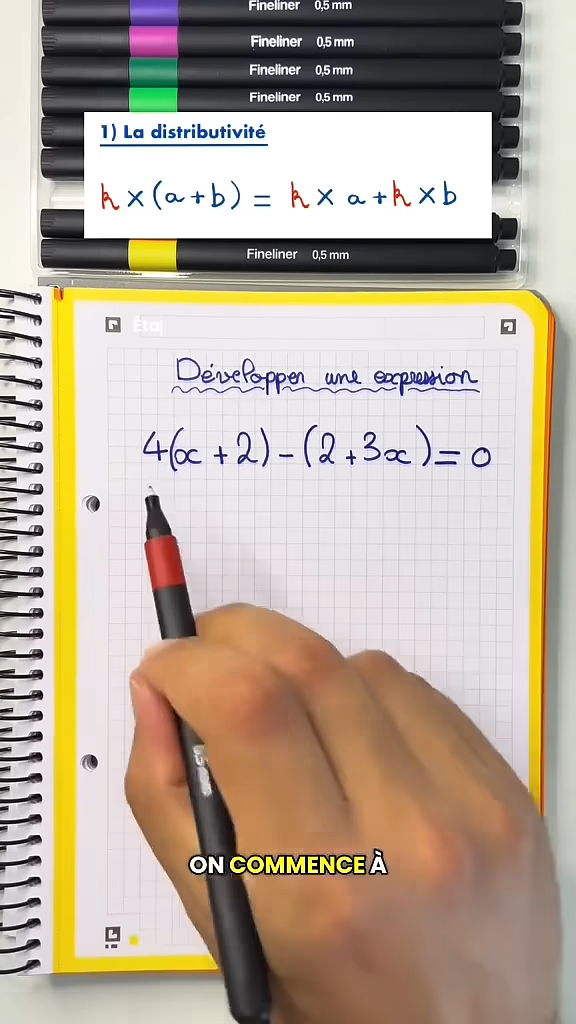 Fineliner 0,5 mm
Fineliner 0,5 mm
Fineliner 0,5 mm
Fineliner 0,5 mm
1) La distributivité
k × (a + b) = k × a + k × b
Fineliner 0,5 mm
Éta
Développer une expression
4(x + 2) - (2 + 3x) = 0
ON COMMENCE À